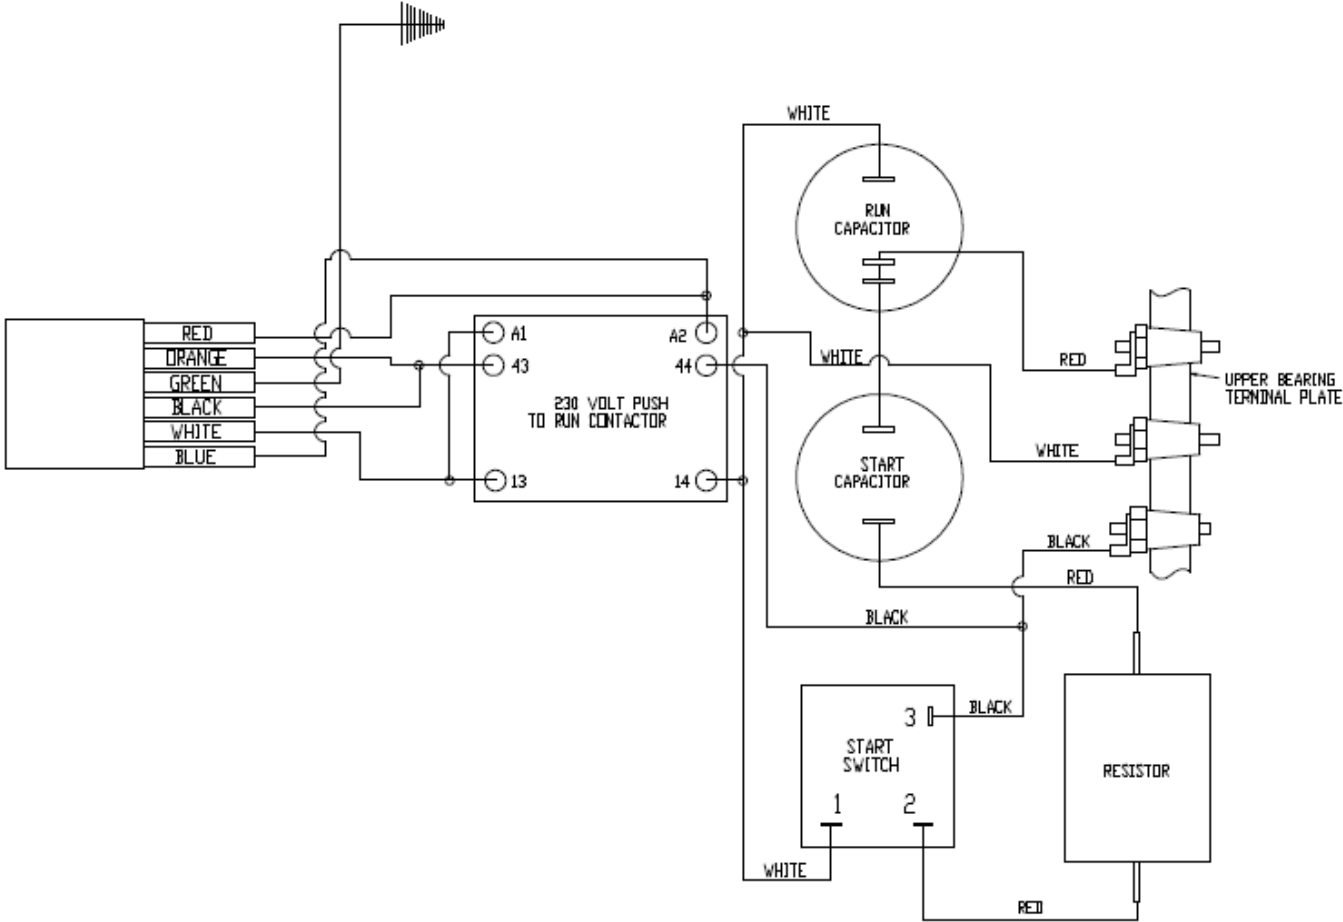 WHITE
RUN
CAPACITOR
RED
ORANGE
GREEN
BLACK
WHITE
BLUE
A1
A2
43
44
230 VOLT PUSH
TO RUN CONTACTOR
13
14
WHITE
RED
UPPER BEARING
TERNINAL PLATE
WHITE
START
CAPACITOR
BLACK
RED
BLACK
3
BLACK
START
SWITCH
1
2
RESISTOR
WHITE
RED